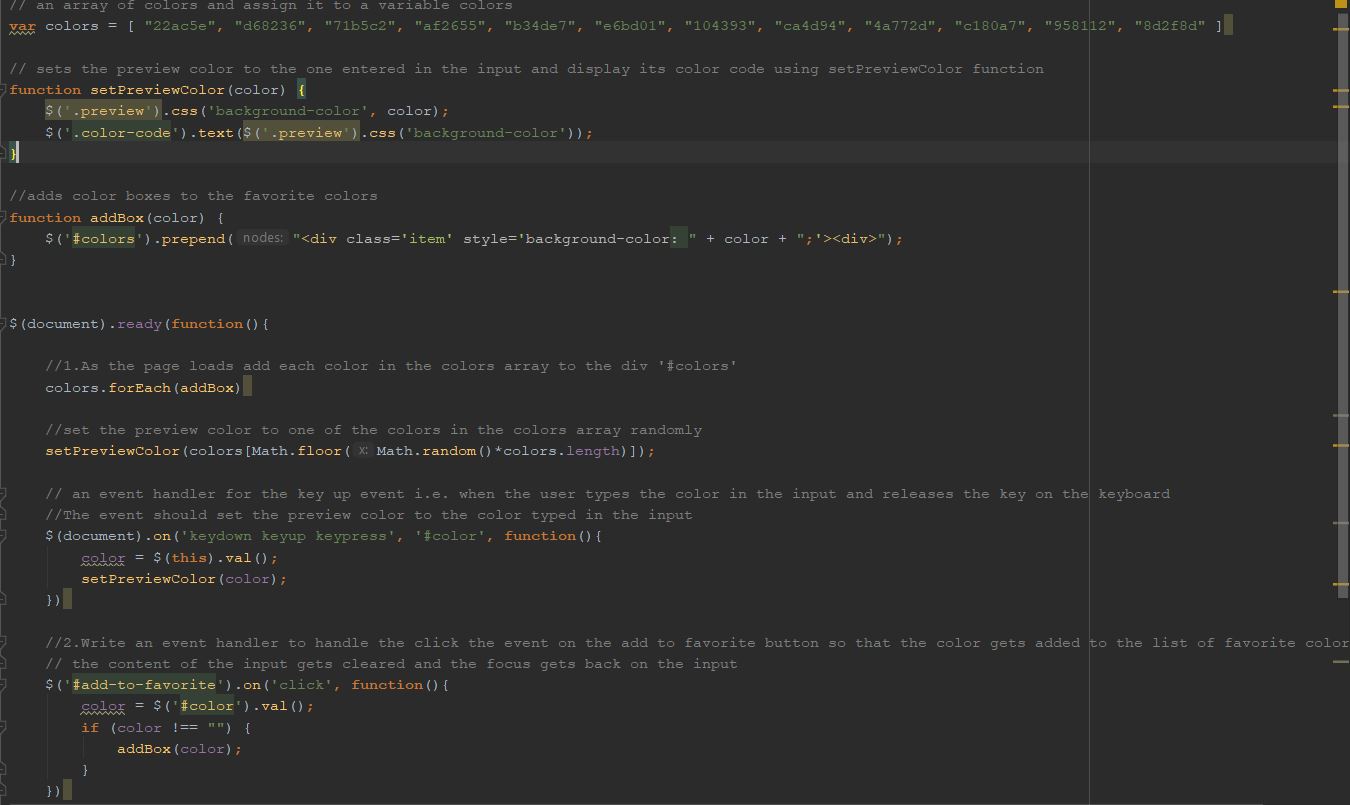 // an array of colors and assign it to a variable colors
var colors = [ "22ac5e", "d68236", "71b5c2", "af2655", "b34de7", "e6bd01", "104393", "ca4d94", "4a772d", "c180a7", "958112", "8d2f8d" ]
// sets the preview color to the one entered in the input and display its color code using setPreviewColor function
function setPreviewColor(color) {
    $('.preview').css('background-color', color);
    $('.color-code').text($('.preview').css('background-color'));
}
//adds color boxes to the favorite colors
function addBox(color) {
    $('#colors').prepend( nodes: "<div class='item' style='background-color: " + color + ";'><div>");
}
$(document).ready(function(){
    //1.As the page loads add each color in the colors array to the div '#colors'
    colors.forEach(addBox)
    //set the preview color to one of the colors in the colors array randomly
    setPreviewColor(colors[Math.floor( x: Math.random()*colors.length)]);
    // an event handler for the key up event i.e. when the user types the color in the input and releases the key on the keyboard
    //The event should set the preview color to the color typed in the input
    $(document).on('keydown keyup keypress', '#color', function(){
        color = $(this).val();
        setPreviewColor(color);
    })
    //2.Write an event handler to handle the click the event on the add to favorite button so that the color gets added to the list of favorite color
    // the content of the input gets cleared and the focus gets back on the input
    $('#add-to-favorite').on('click', function(){
        color = $('#color').val();
        if (color !== "") {
            addBox(color);
        }
    })